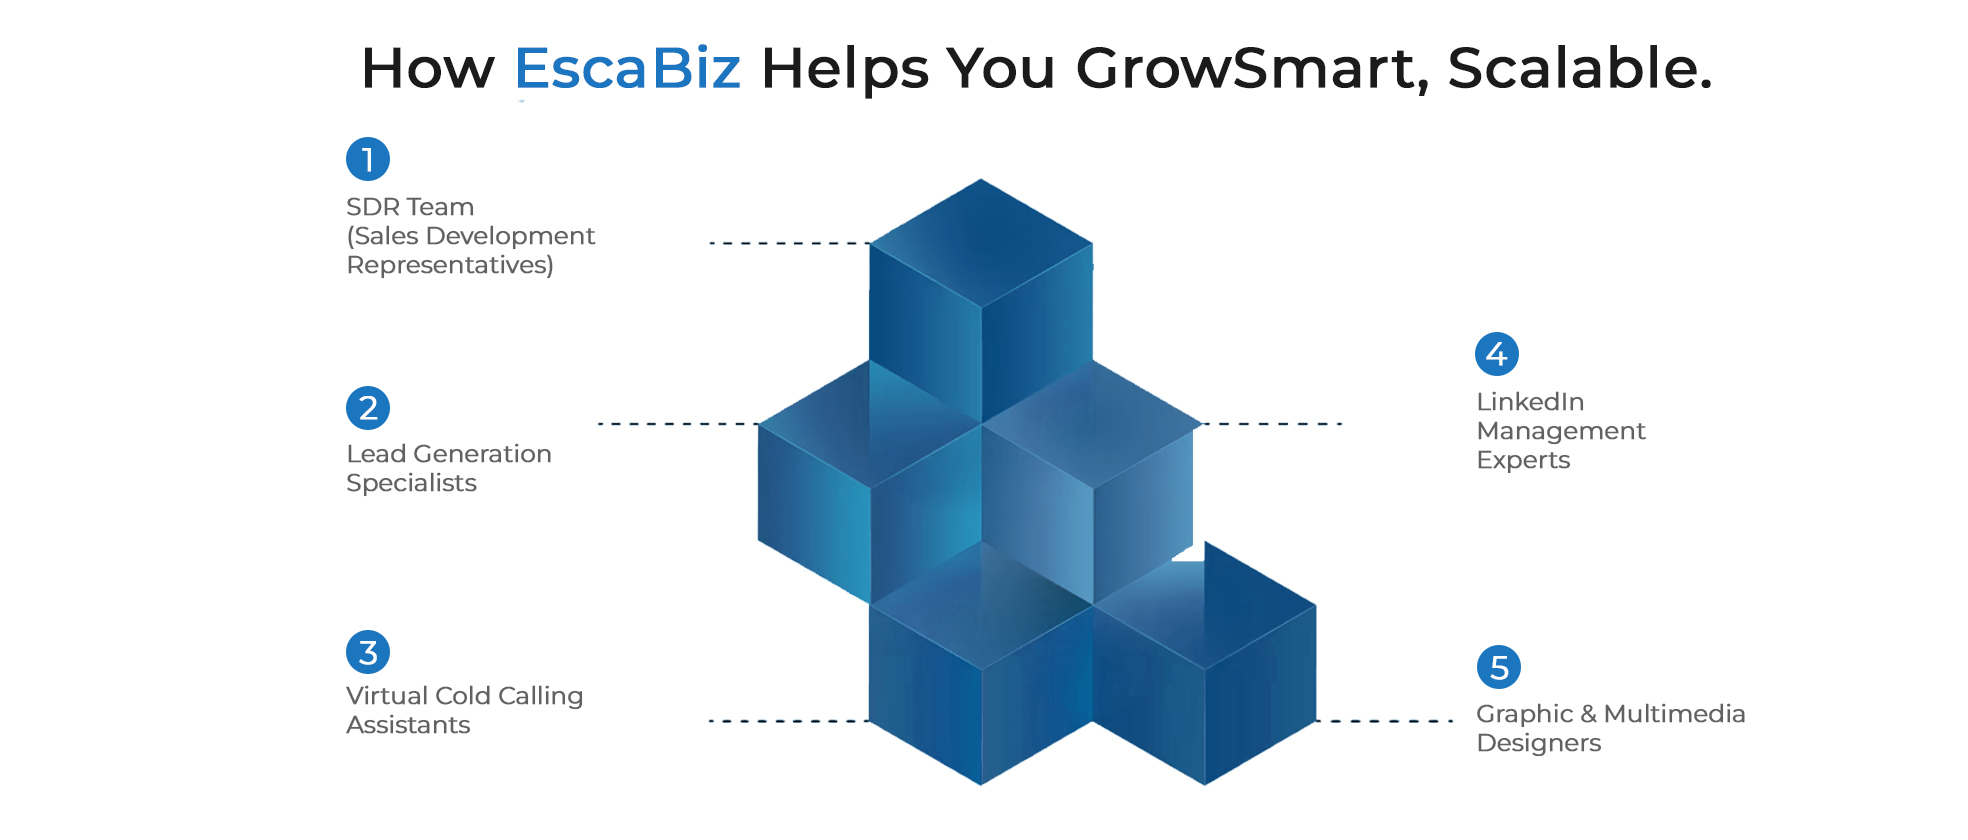 How EscaBiz Helps You GrowSmart, Scalable.
1
SDR Team
(Sales Development
Representatives)
2
Lead Generation
Specialists
3
Virtual Cold Calling
Assistants
4
LinkedIn
Management
Experts
5
Graphic & Multimedia
Designers